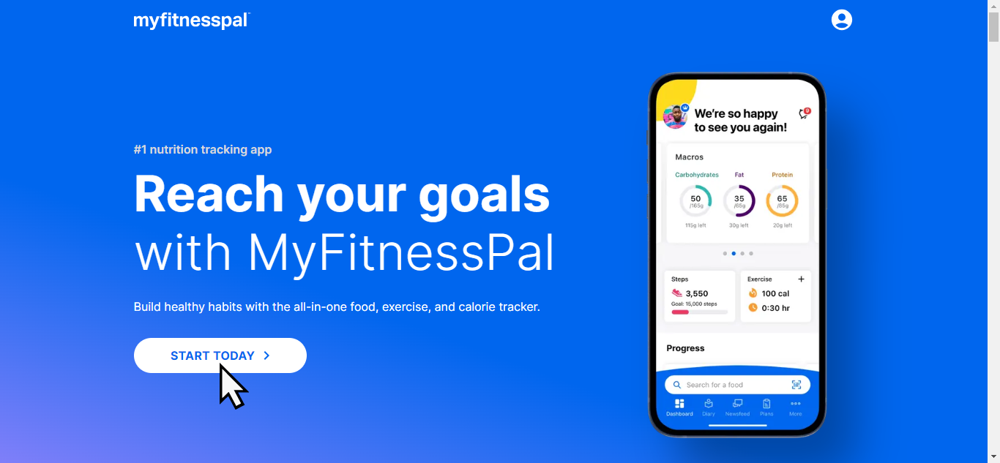 myfitnesspal
#1 nutrition tracking app
Reach your goals
with MyFitnessPal
Build healthy habits with the all-in-one food, exercise, and calorie tracker.
START TODAY
We're so happy
to see you again!
9
Macros
Carbohydrates Fat Protein
50 35 65
/165g /65g /85g
115g left 30g left 20g left
Steps
3,550
Goal: 15,000 steps
Exercise +
100 cal
0:30 hr
Progress
Search for a food
Dashboard Diary Newsfeed Plans More